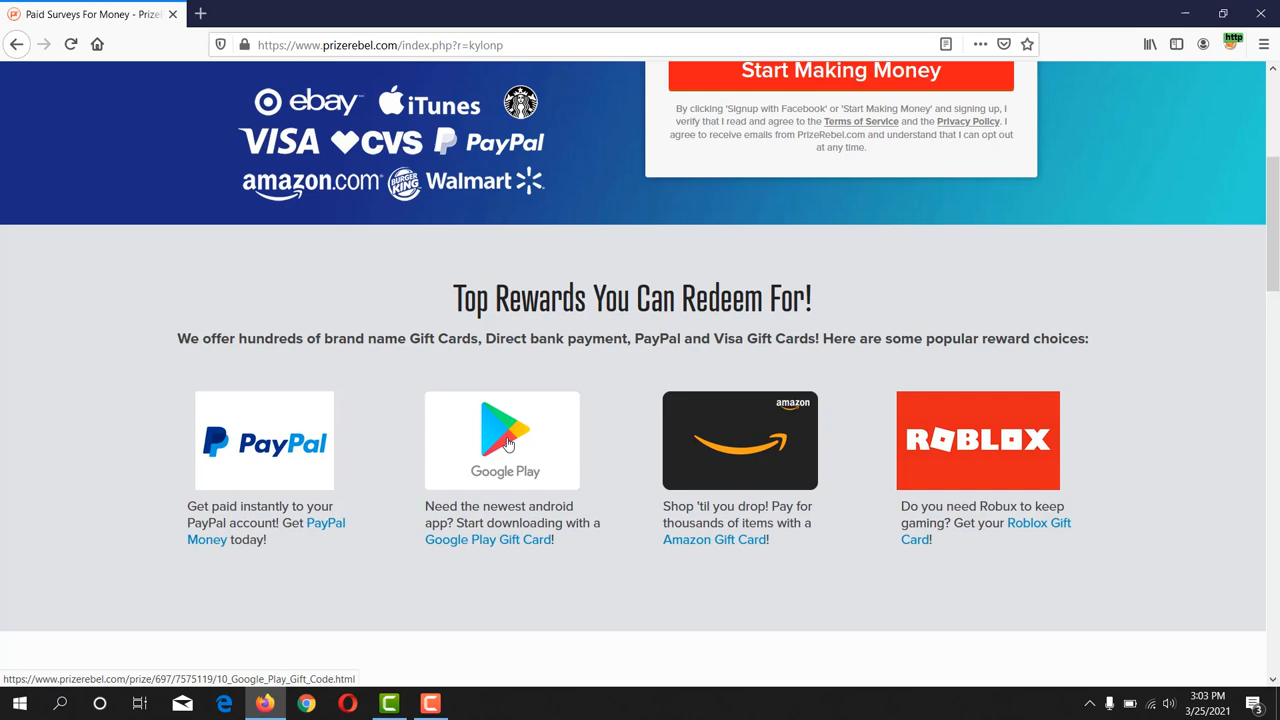 Paid Surveys For Money - Prize
https://www.prizerebel.com/index.php?r=kylonp
http
Start Making Money
ebay iTunes
VISA CVS PayPal
amazon.com BURGER KING Walmart
By clicking 'Signup with Facebook' or 'Start Making Money' and signing up, I
verify that I read and agree to the Terms of Service and the Privacy Policy. I
agree to receive emails from PrizeRebel.com and understand that I can opt out
at any time.
Top Rewards You Can Redeem For!
We offer hundreds of brand name Gift Cards, Direct bank payment, PayPal and Visa Gift Cards! Here are some popular reward choices:
PayPal
Get paid instantly to your
PayPal account! Get PayPal
Money today!
Google Play
Need the newest android
app? Start downloading with a
Google Play Gift Card!
amazon
Shop 'til you drop! Pay for
thousands of items with a
Amazon Gift Card!
ROBLOX
Do you need Robux to keep
gaming? Get your Roblox Gift
Card!
https://www.prizerebel.com/prize/697/7575119/10_Google_Play_Gift_Code.html
3:03 PM
3/25/2021
3